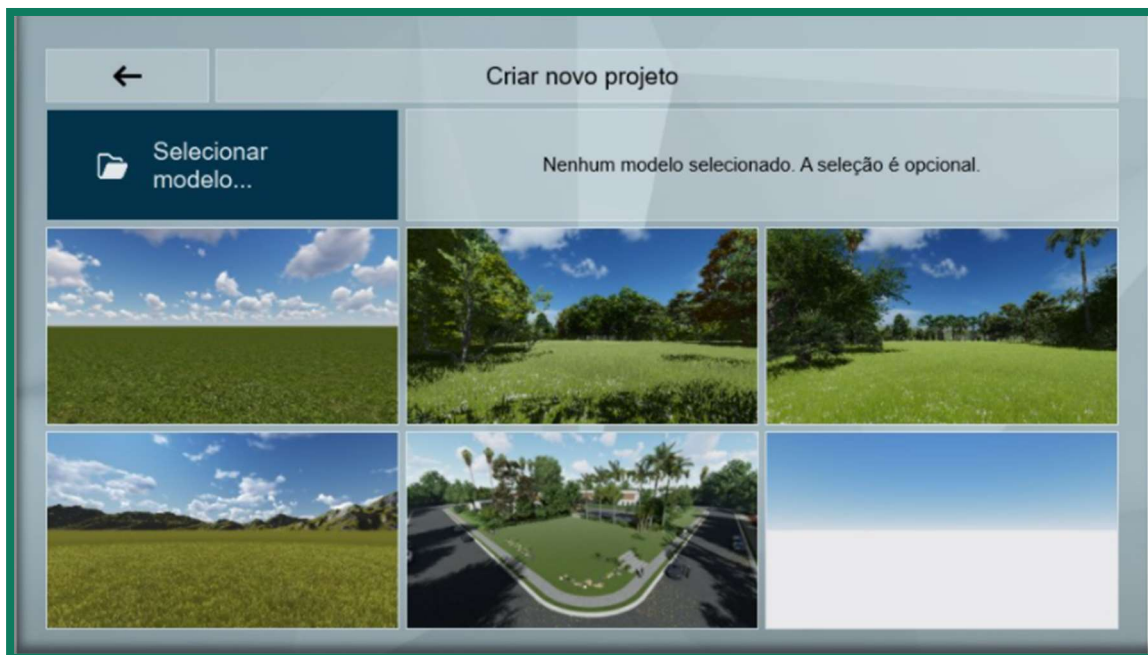 Criar novo projeto
Selecionar
modelo...
Nenhum modelo selecionado. A seleção é opcional.